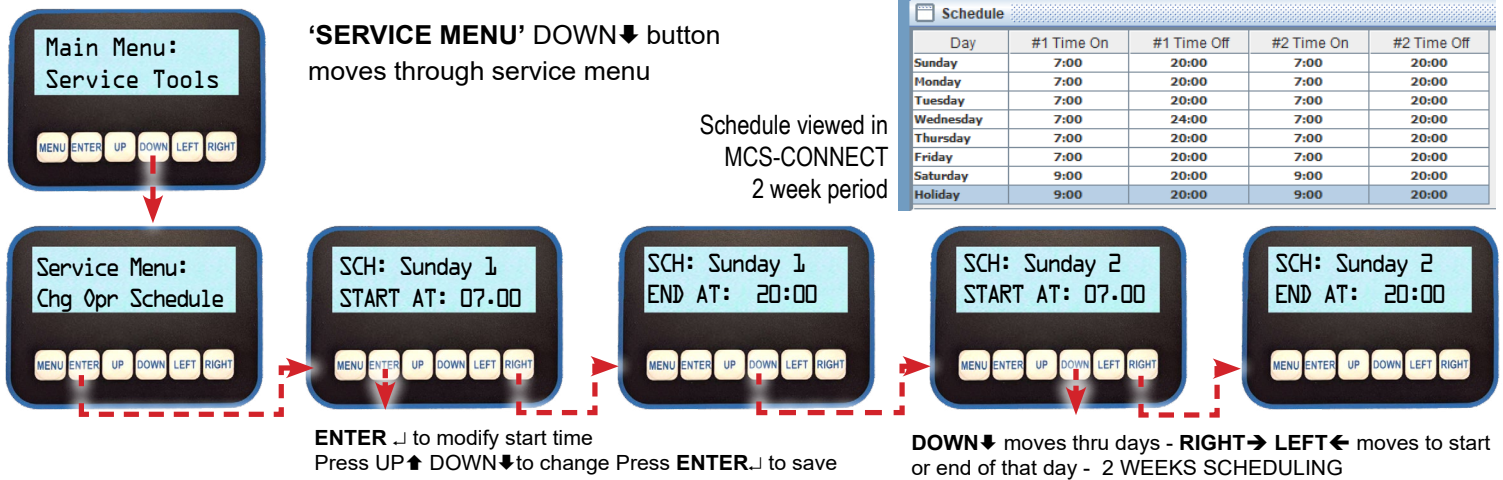 Main Menu:
Service Tools
MENU ENTER UP DOWN LEFT RIGHT
‘SERVICE MENU’ DOWN⬇ button
moves through service menu
Schedule viewed in
MCS-CONNECT
2 week period
Schedule
Day #1 Time On #1 Time Off #2 Time On #2 Time Off
Sunday 7:00 20:00 7:00 20:00
Monday 7:00 20:00 7:00 20:00
Tuesday 7:00 20:00 7:00 20:00
Wednesday 7:00 24:00 7:00 20:00
Thursday 7:00 20:00 7:00 20:00
Friday 7:00 20:00 7:00 20:00
Saturday 9:00 20:00 9:00 20:00
Holiday 9:00 20:00 9:00 20:00
Service Menu:
Chg Opr Schedule
MENU ENTER UP DOWN LEFT RIGHT
SCH: Sunday 1
START AT: 07.00
MENU ENTER UP DOWN LEFT RIGHT
SCH: Sunday 1
END AT: 20:00
MENU ENTER UP DOWN LEFT RIGHT
SCH: Sunday 2
START AT: 07.00
MENU ENTER UP DOWN LEFT RIGHT
SCH: Sunday 2
END AT: 20:00
MENU ENTER UP DOWN LEFT RIGHT
ENTER ↵ to modify start time
Press UP⬆ DOWN⬇to change Press ENTER↵ to save
DOWN⬇ moves thru days - RIGHT➔ LEFT🡸 moves to start
or end of that day - 2 WEEKS SCHEDULING